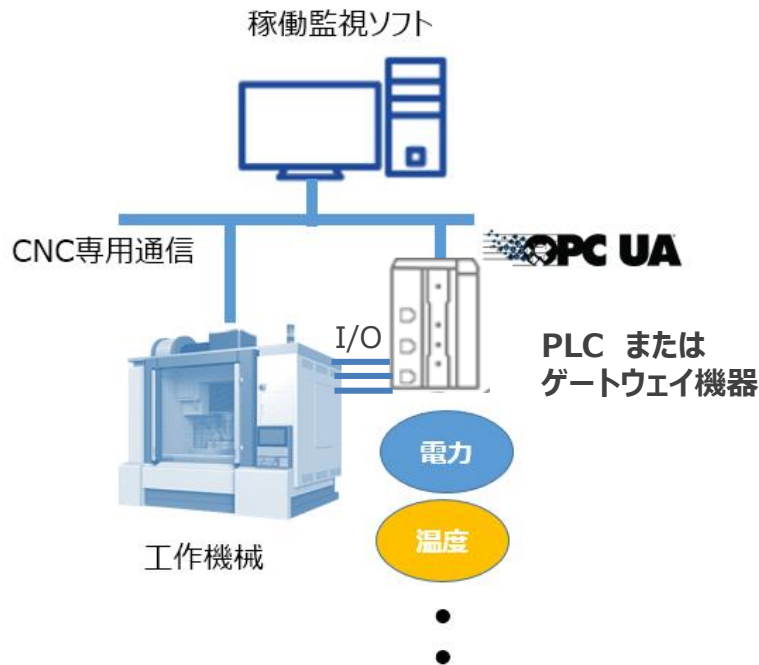 稼働監視ソフト
CNC専用通信
OPC UA
I/O
PLC または
ゲートウェイ機器
電力
温度
工作機械